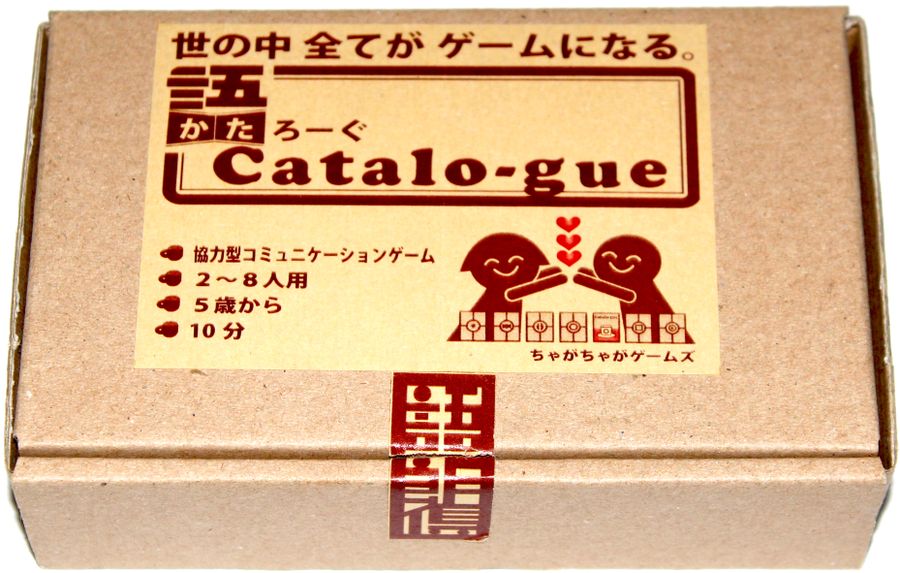 世の中 全てが ゲームになる。
語
かたろーぐ
Catalo-gue
協力型コミュニケーションゲーム
2〜8人用
5歳から
10分
ちゃがちゃがゲームズ